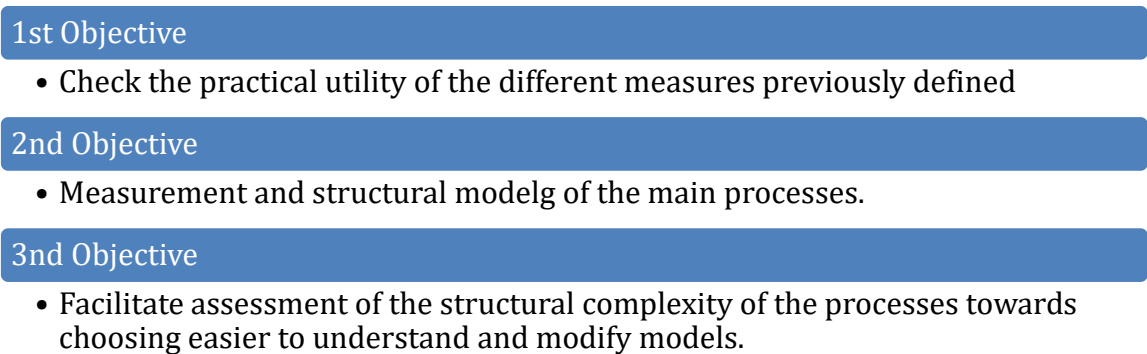 1st Objective
• Check the practical utility of the different measures previously defined
2nd Objective
• Measurement and structural modelg of the main processes.
3nd Objective
• Facilitate assessment of the structural complexity of the processes towards
choosing easier to understand and modify models.